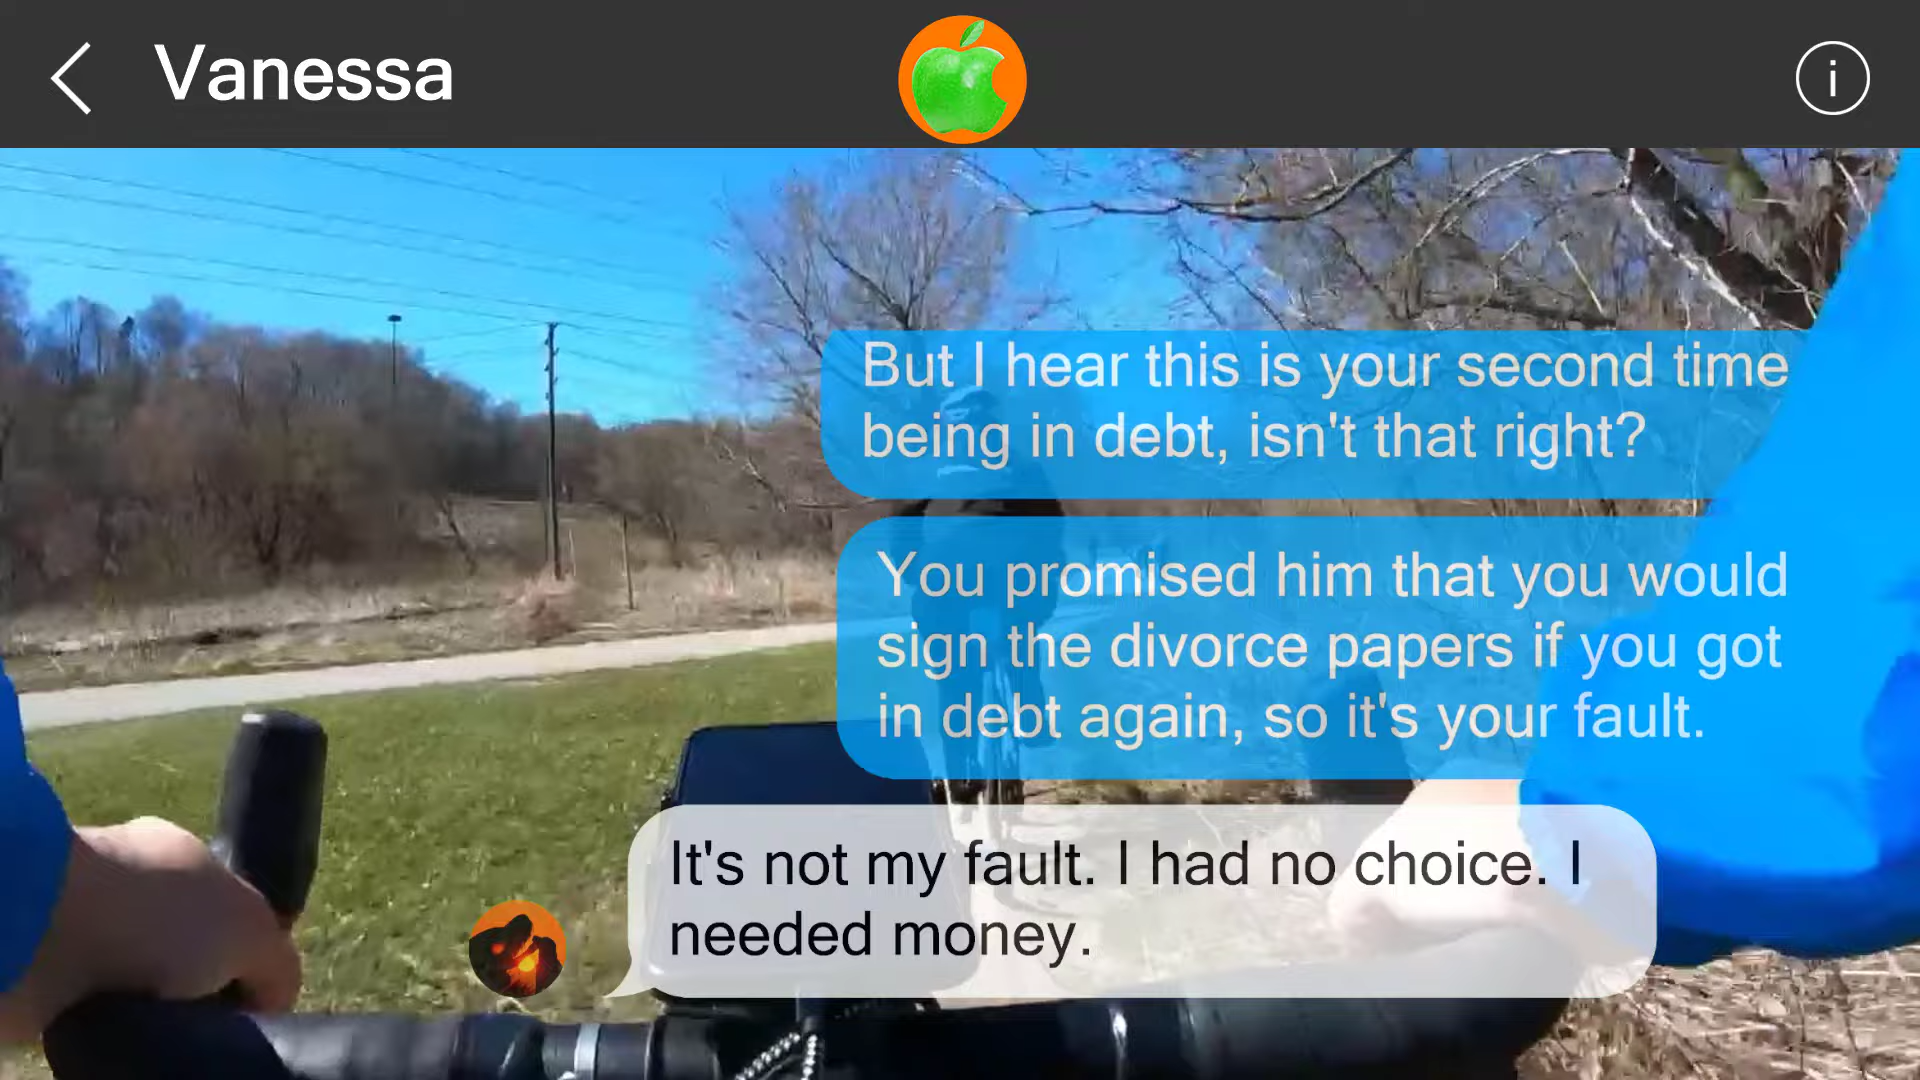 Vanessa
i
But I hear this is your second time
being in debt, isn't that right?
You promised him that you would
sign the divorce papers if you got
in debt again, so it's your fault.
It's not my fault. I had no choice. I
needed money.